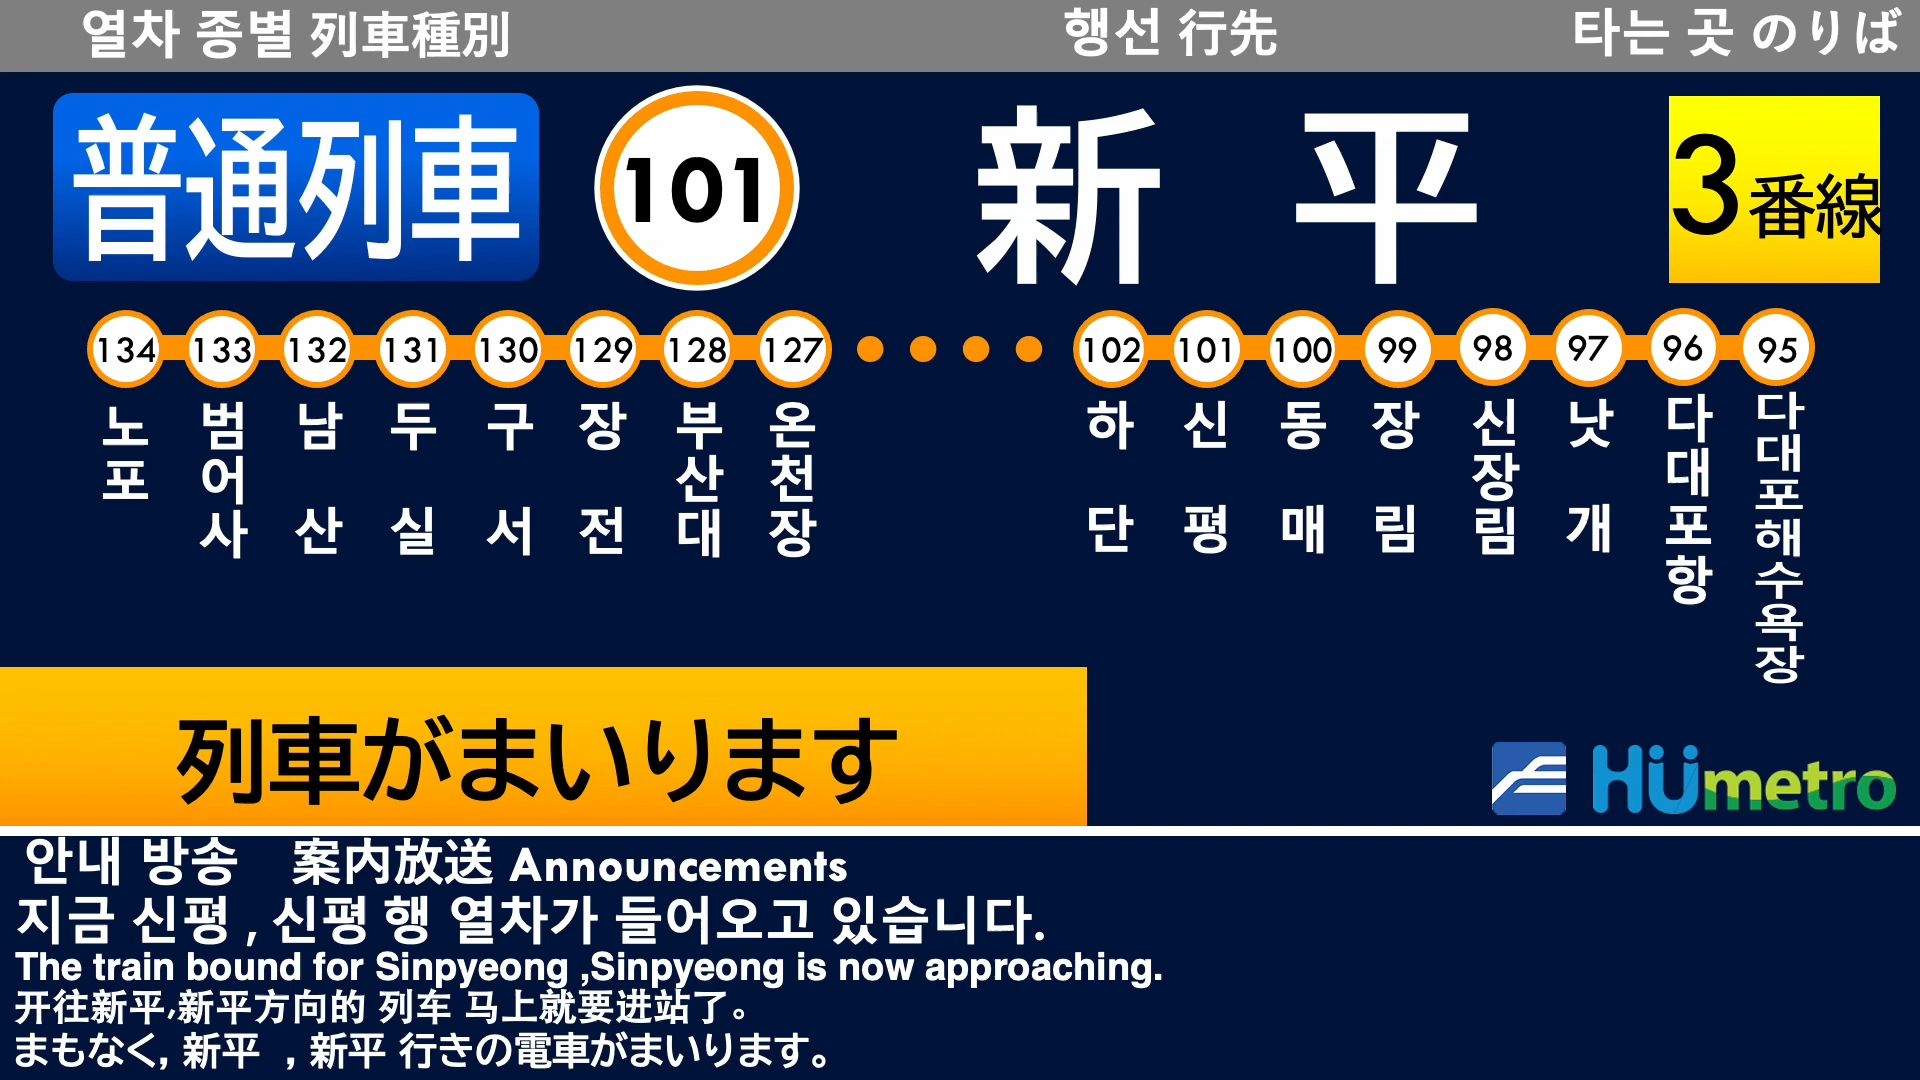 열차 종별 列車種別 행선 行先 타는 곳 のりば
普通列車 101 新 平 3番線
134 133 132 131 130 129 128 127 102 101 100 99 98 97 96 95
노포
범어사
남산
두실
구서
장전
부산대
온천장
하단
신평
동매
장림
신장림
낫개
다대포항
다대포해수욕장
列車がまいります
Hümetro
안내 방송 案内放送 Announcements
지금 신평 , 신평 행 열차가 들어오고 있습니다.
The train bound for Sinpyeong ,Sinpyeong is now approaching.
开往新平,新平方向的 列车 马上就要进站了。
まもなく, 新平 , 新平 行きの電車がまいります。